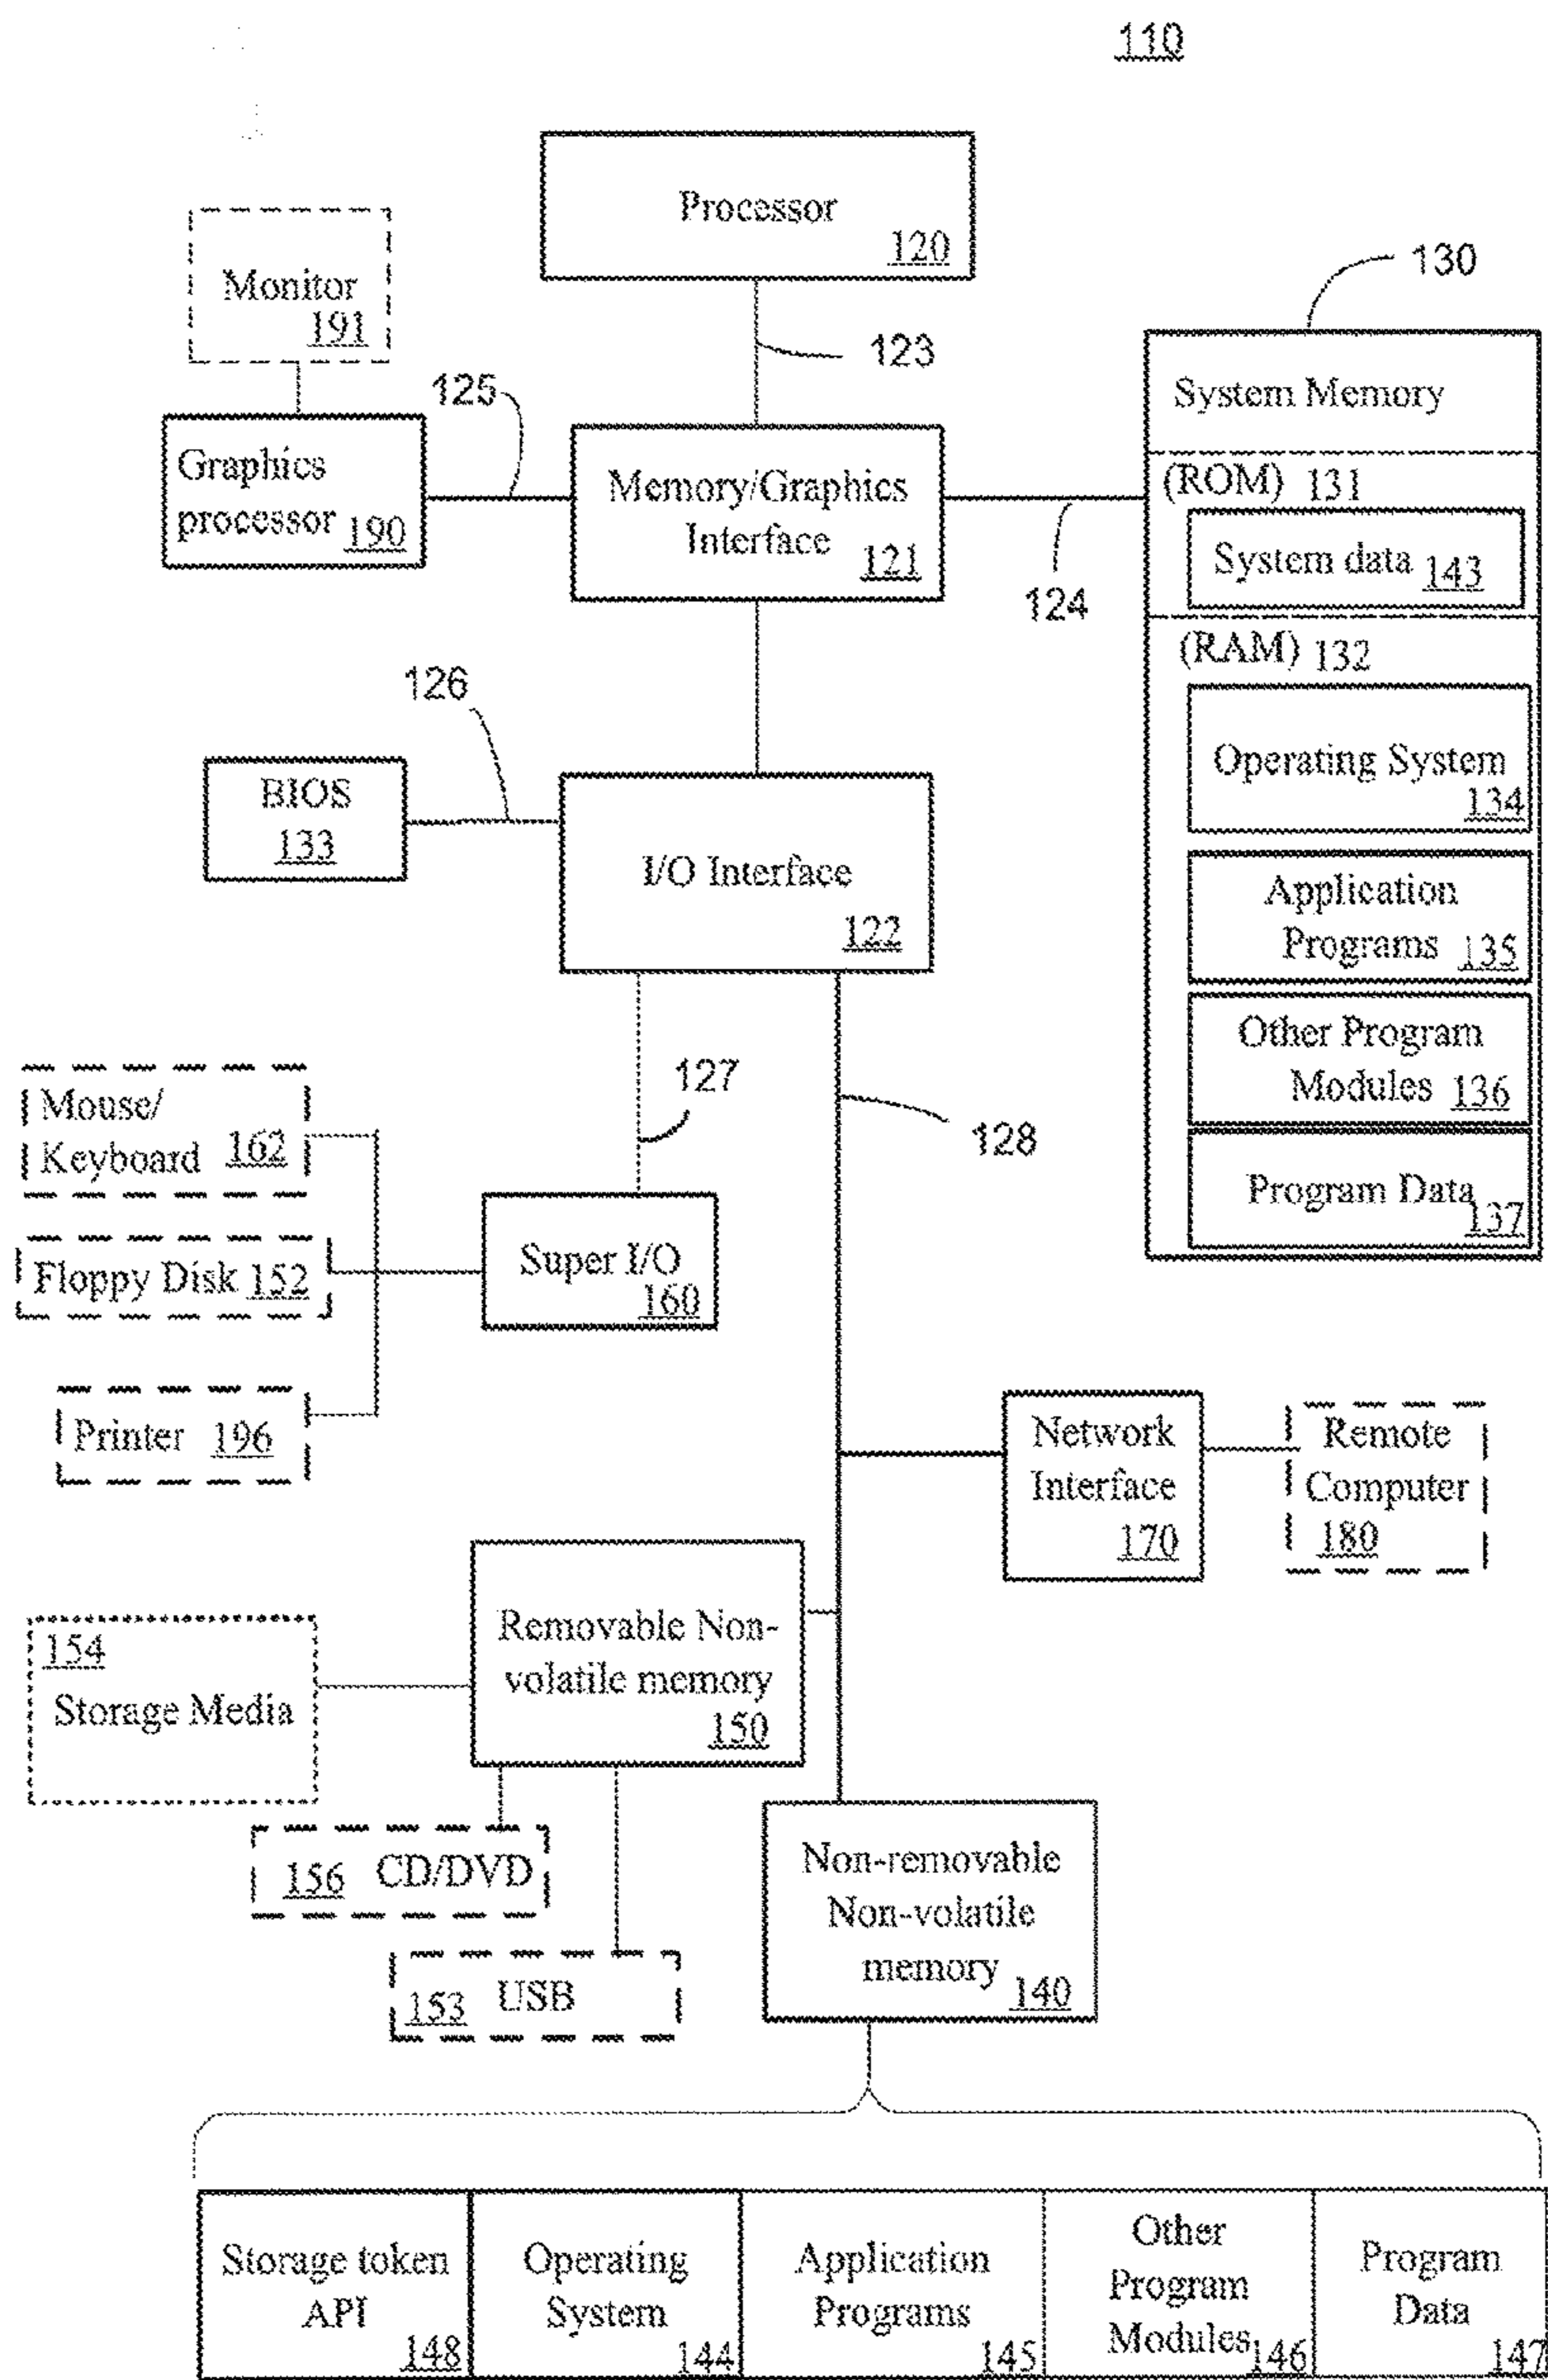 110
Processor
120
Monitor
191
130
123
125
System Memory
Graphics
processor 190
Memory/Graphics
Interface 121
(ROM) 131
System data 143
124
(RAM) 132
126
Operating System
134
BIOS
133
I/O Interface
122
Application
Programs 135
Other Program
Modules 136
127
128
Mouse/
Keyboard 162
Program Data
137
Super I/O
160
Floppy Disk 152
Printer 196
Network
Interface
170
Remote
Computer
180
Removable Non-
volatile memory
150
154
Storage Media
156 CD/DVD
Non-removable
Non-volatile
memory 140
153 USB
Storage token
API
148
Operating
System
144
Application
Programs
145
Other
Program
Modules 146
Program
Data
147